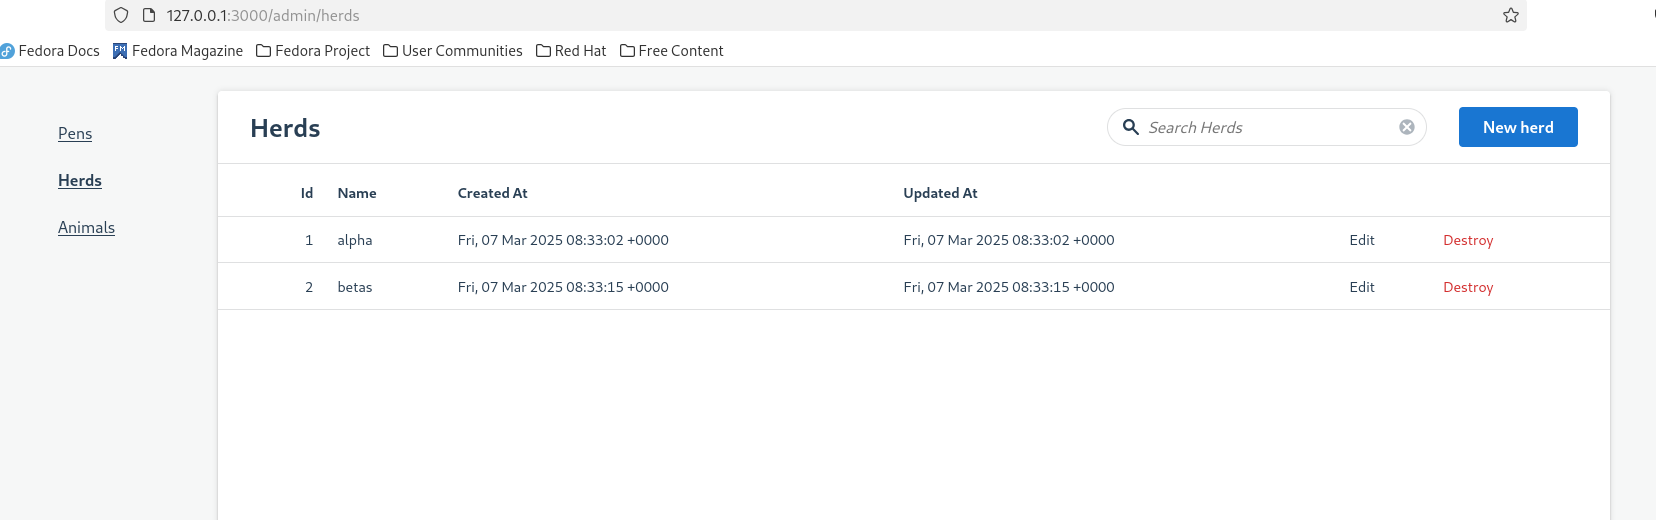 127.0.0.1:3000/admin/herds
Fedora Docs FM Fedora Magazine Fedora Project User Communities Red Hat Free Content
Pens
Herds
Animals
Herds Search Herds New herd
Id Name Created At Updated At
1 alpha Fri, 07 Mar 2025 08:33:02 +0000 Fri, 07 Mar 2025 08:33:02 +0000 Edit Destroy
2 betas Fri, 07 Mar 2025 08:33:15 +0000 Fri, 07 Mar 2025 08:33:15 +0000 Edit Destroy